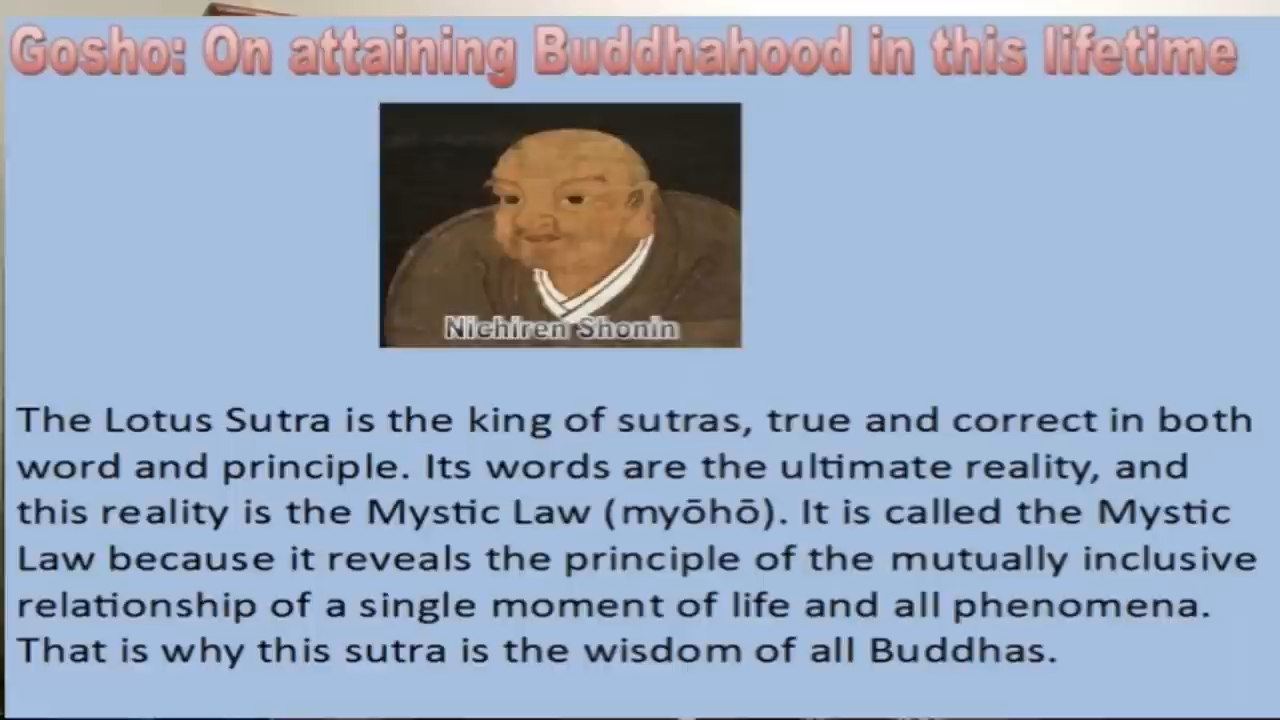 Gosho: On attaining Buddhahood in this lifetime
Nichiren Shonin
The Lotus Sutra is the king of sutras, true and correct in both
word and principle. Its words are the ultimate reality, and
this reality is the Mystic Law (myōhō). It is called the Mystic
Law because it reveals the principle of the mutually inclusive
relationship of a single moment of life and all phenomena.
That is why this sutra is the wisdom of all Buddhas.